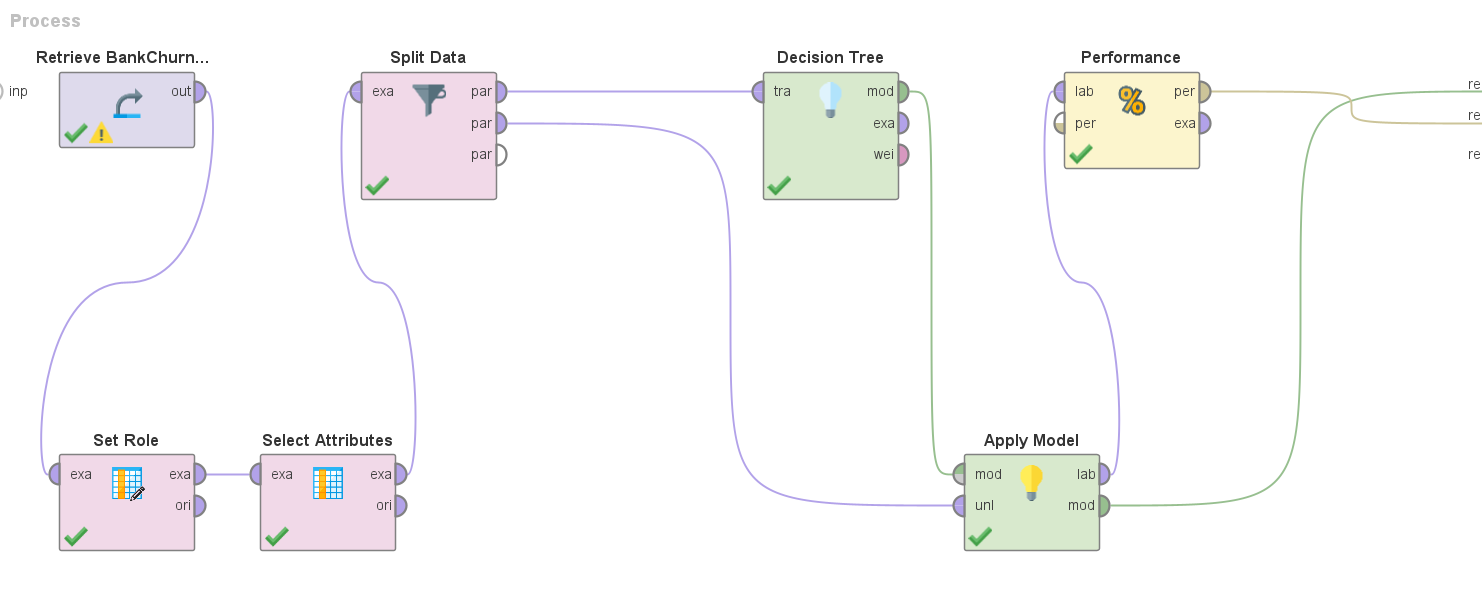 Process
Retrieve BankChurn...
Split Data
Decision Tree
Performance
inp
out
exa
par
tra
mod
lab
per
re
par
exa
per
exa
re
par
wei
re
Set Role
Select Attributes
Apply Model
exa
exa
exa
exa
mod
lab
ori
ori
unl
mod